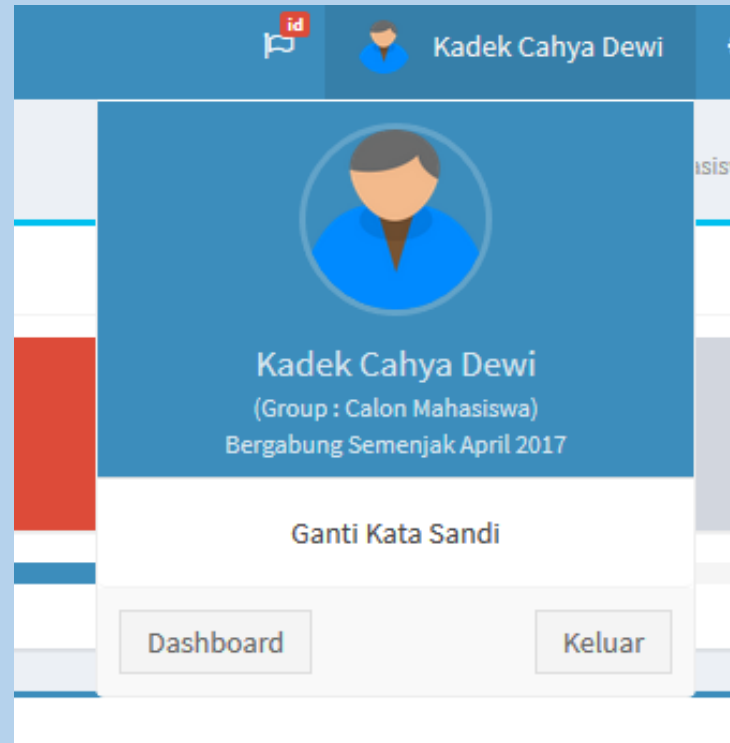 id
Kadek Cahya Dewi
Kadek Cahya Dewi
(Group : Calon Mahasiswa)
Bergabung Semenjak April 2017
Ganti Kata Sandi
Dashboard
Keluar